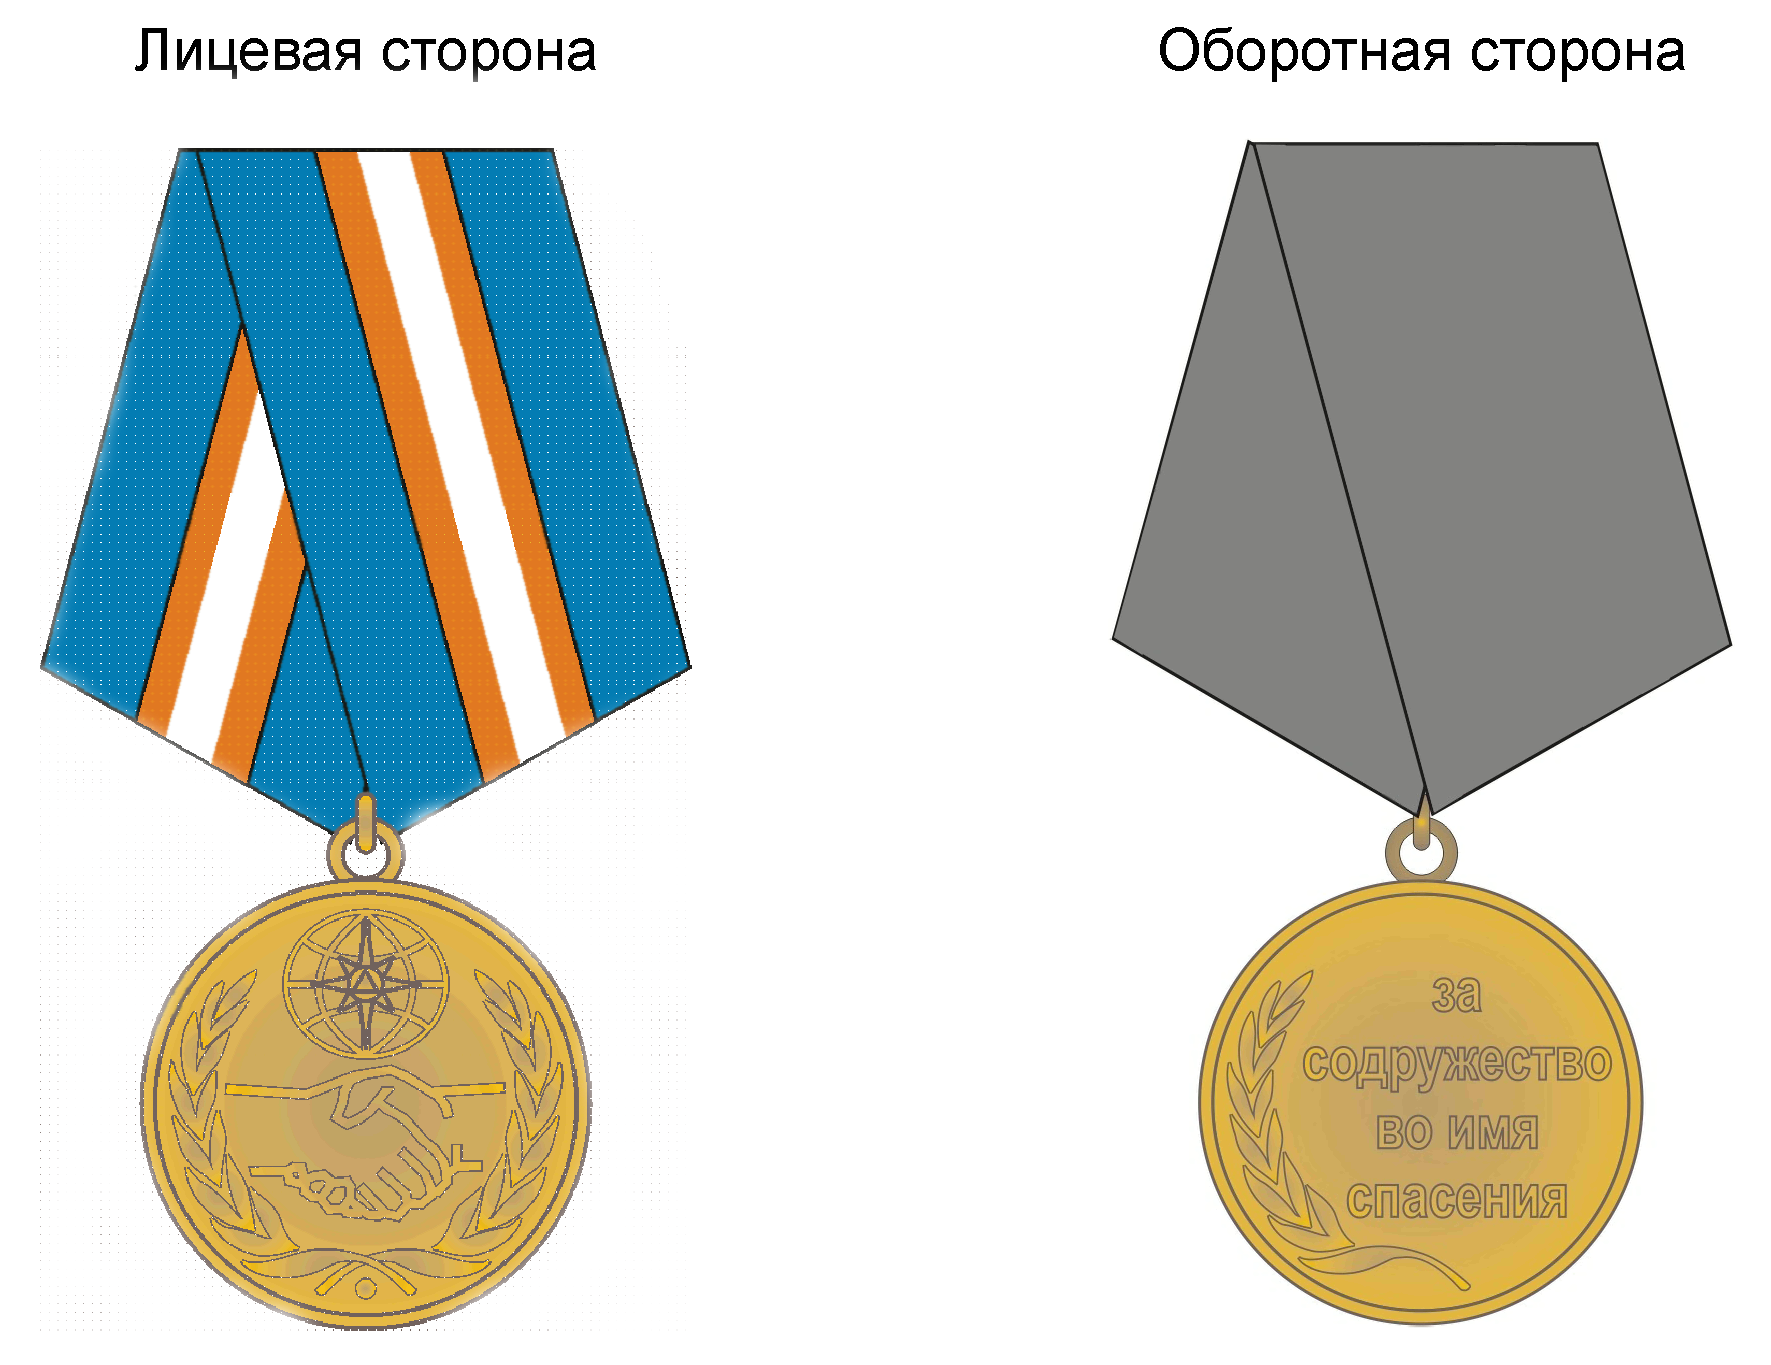 Лицевая сторона
Оборотная сторона
за
содружество
во имя
спасения